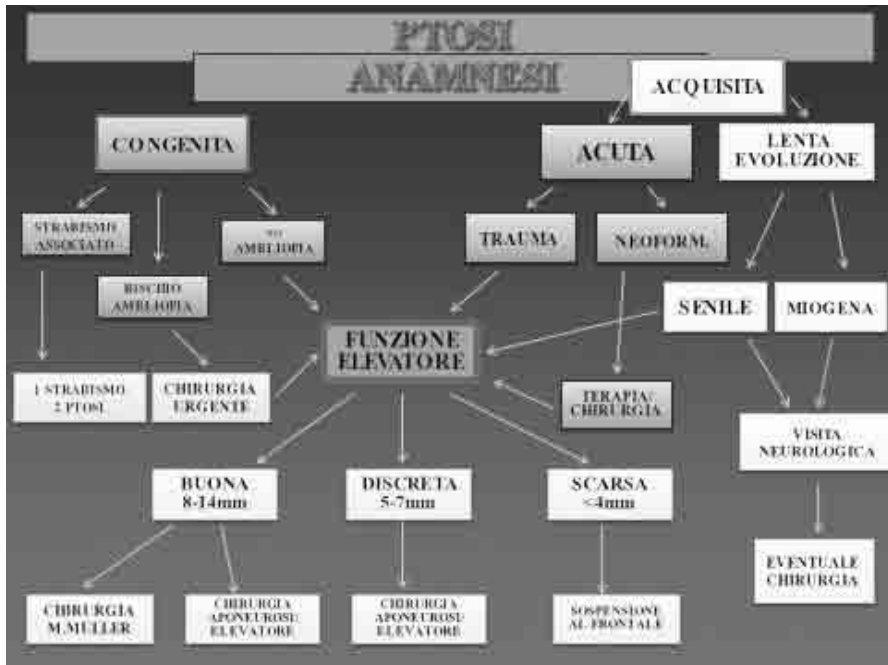 PTOSI
ANAMNESI
ACQUISITA
CONGENITA
ACUTA
LENTA
EVOLUZIONE
STRABISMO
ASSOCIATO
NO
AMBLIOPIA
TRAUMA
NEOFORM.
RISCHIO
AMBLIOPIA
SENILE
MIOGENA
FUNZIONE
ELEVATORE
1 STRABISMO
2 PTOSI
CHIRURGIA
URGENTE
TERAPIA/
CHIRURGIA
VISITA
NEUROLOGICA
BUONA
8-14mm
DISCRETA
5-7mm
SCARSA
<4mm
EVENTUALE
CHIRURGIA
CHIRURGIA
M.MULLER
CHIRURGIA
APONEUROSI/
ELEVATORE
CHIRURGIA
APONEUROSI/
ELEVATORE
SOSPENSIONE
AL FRONTALE